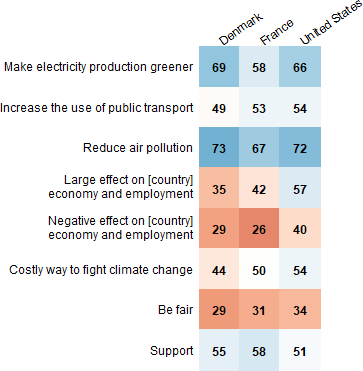 Denmark
France
United States
Make electricity production greener 69 58 66
Increase the use of public transport 49 53 54
Reduce air pollution 73 67 72
Large effect on [country]
economy and employment 35 42 57
Negative effect on [country]
economy and employment 29 26 40
Costly way to fight climate change 44 50 54
Be fair 29 31 34
Support 55 58 51